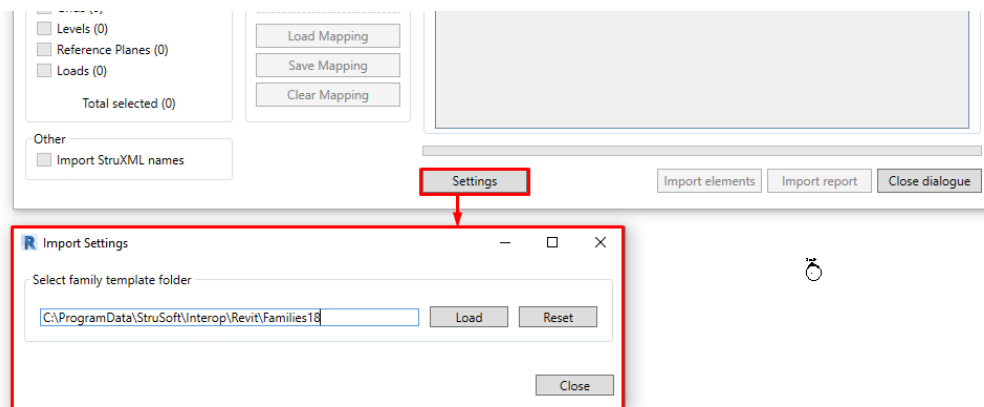 Levels (0)
Reference Planes (0)
Loads (0)
Total selected (0)
Load Mapping
Save Mapping
Clear Mapping
Other
Import StruXML names
Settings
Import elements
Import report
Close dialogue
R Import Settings
Select family template folder
C:\ProgramData\StruSoft\Interop\Revit\Families18
Load
Reset
Close